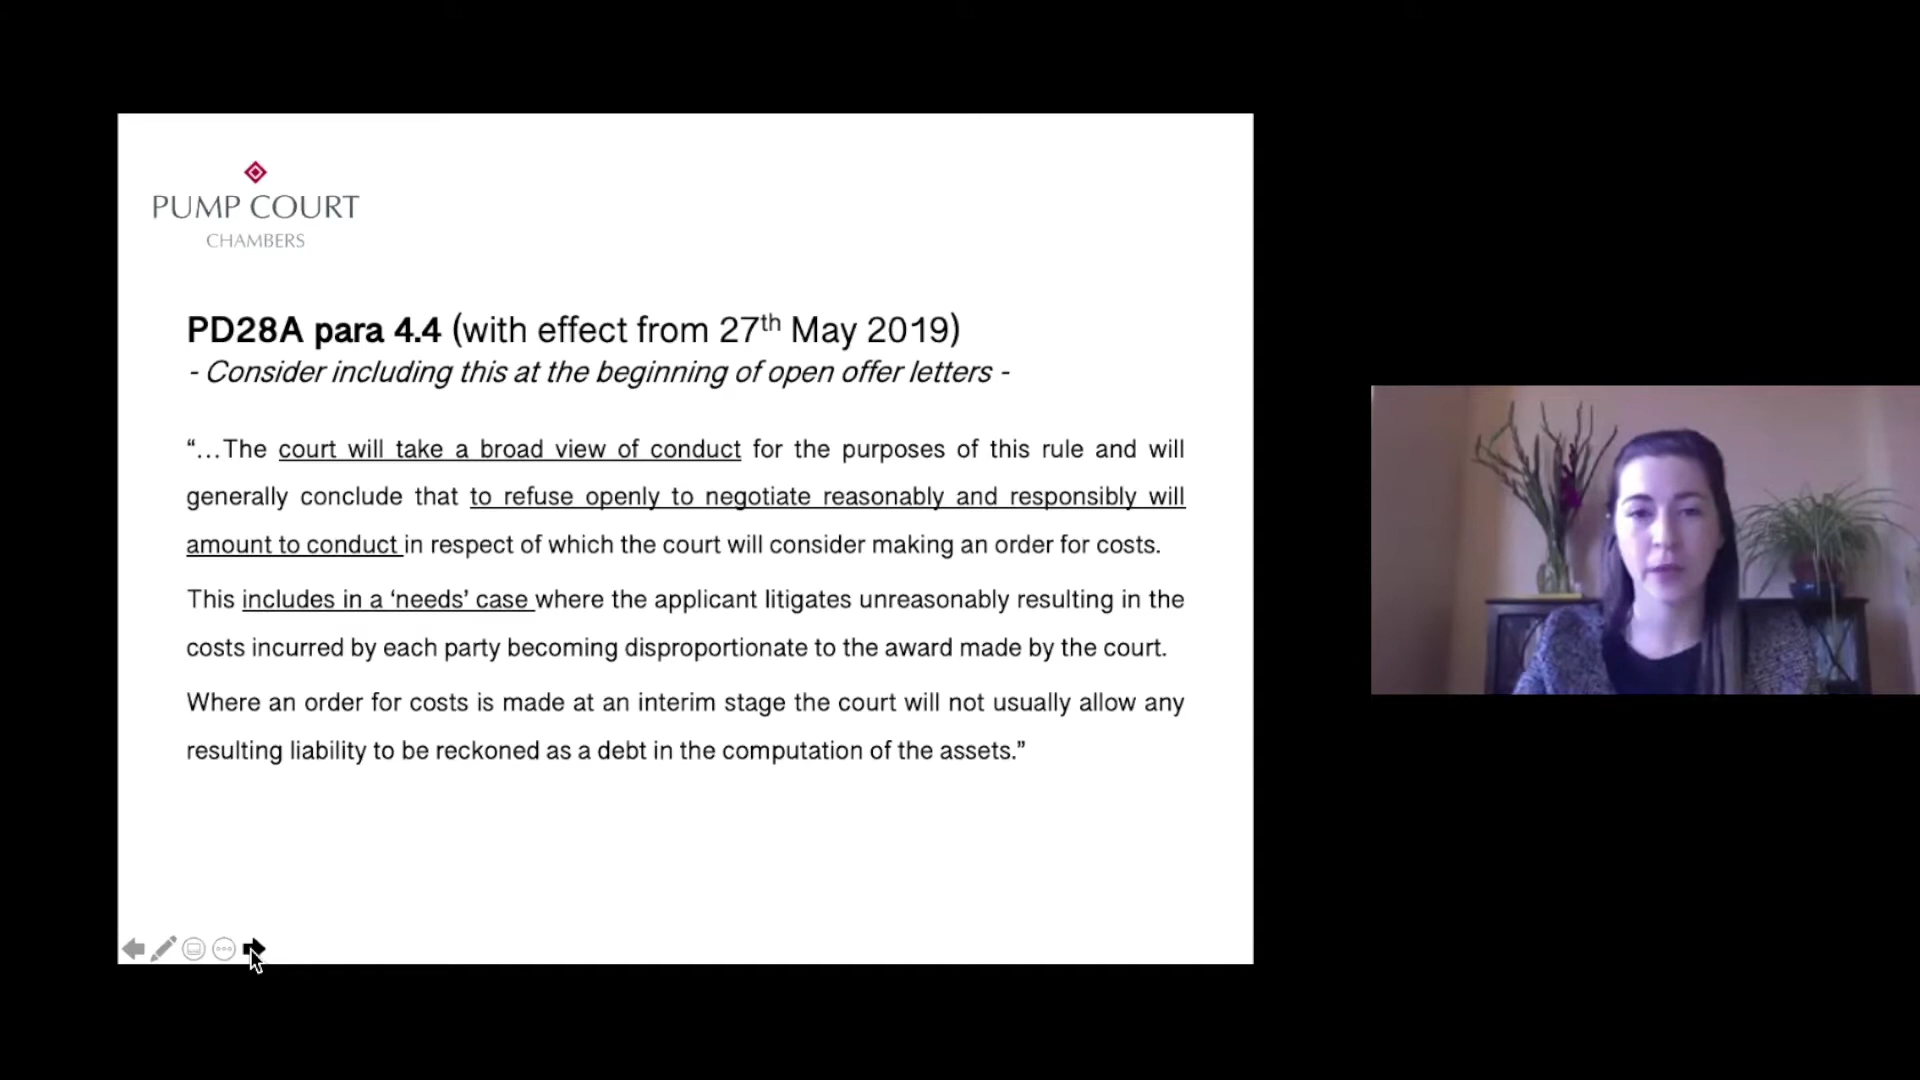 PUMP COURT
CHAMBERS
PD28A para 4.4 (with effect from 27th May 2019)
- Consider including this at the beginning of open offer letters -
“…The court will take a broad view of conduct for the purposes of this rule and will
generally conclude that to refuse openly to negotiate reasonably and responsibly will
amount to conduct in respect of which the court will consider making an order for costs.
This includes in a ‘needs’ case where the applicant litigates unreasonably resulting in the
costs incurred by each party becoming disproportionate to the award made by the court.
Where an order for costs is made at an interim stage the court will not usually allow any
resulting liability to be reckoned as a debt in the computation of the assets.”